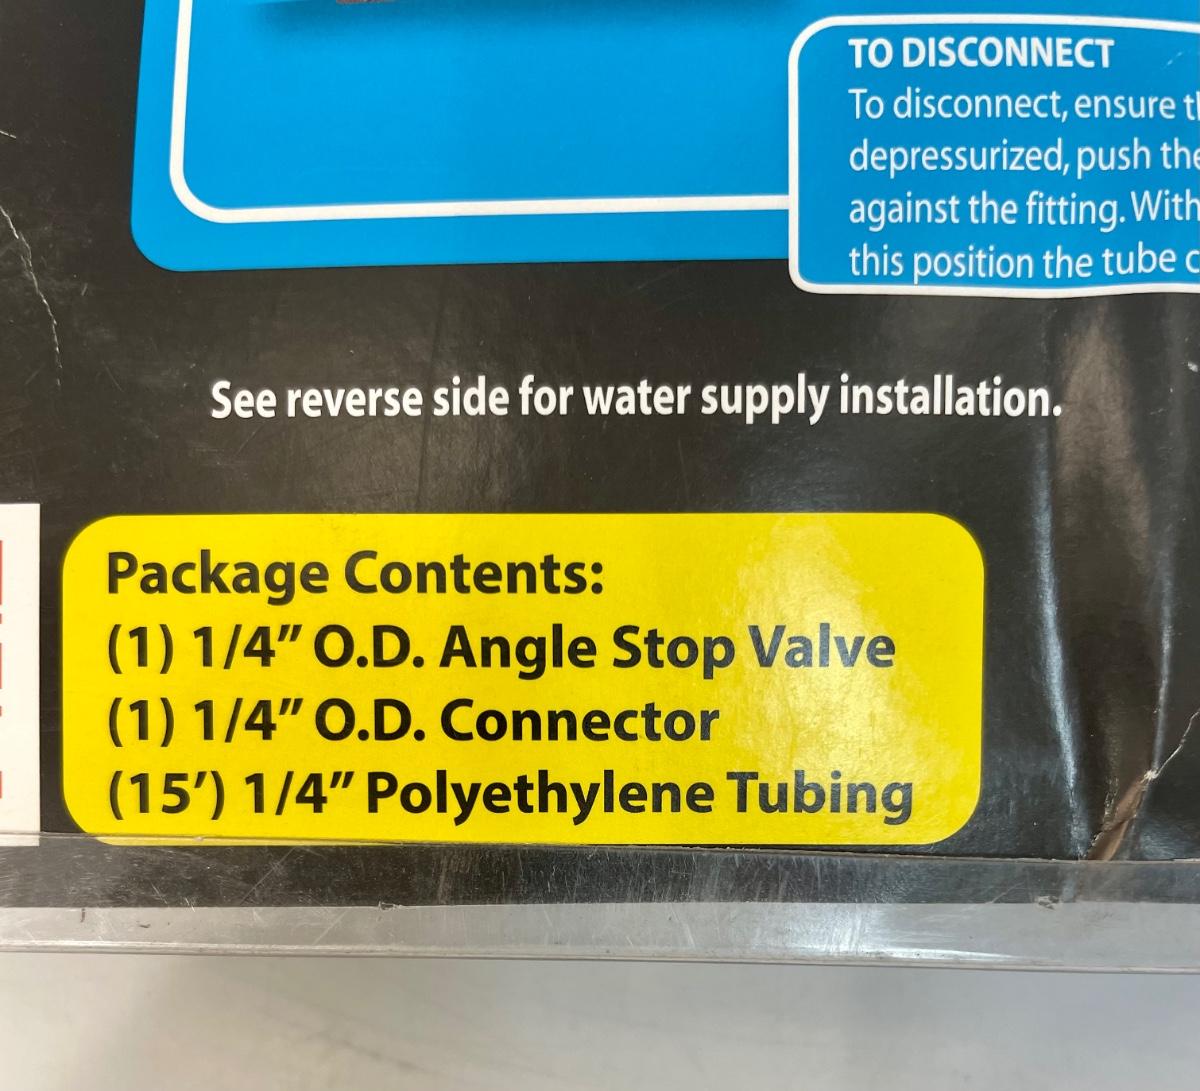 TO DISCONNECT
To disconnect, ensure
depressurized, push the
against the fitting. With
this position the tube
See reverse side for water supply installation.
Package Contents:
(1) 1/4” O.D. Angle Stop Valve
(1) 1/4” O.D. Connector
(15’) 1/4” Polyethylene Tubing